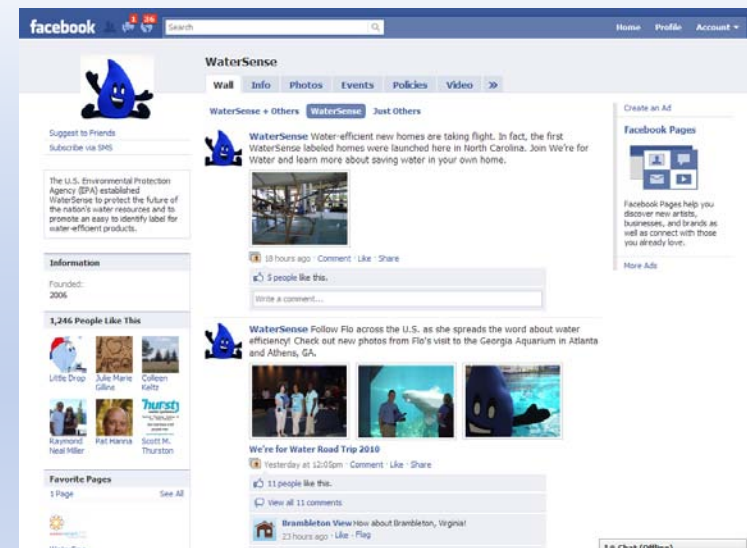 facebook
1 36
Search
Home Profile Account
WaterSense
Wall Info Photos Events Policies Video »
WaterSense + Others WaterSense Just Others
Suggest to Friends
Subscribe via SMS
The U.S. Environmental Protection
Agency (EPA) established
WaterSense to protect the future of
the nation's water resources and to
promote an easy to identify label for
water-efficient products.
Information
Founded:
2006
1,246 People Like This
Little Drop Julie Marie Colleen
Gilline Keltz
Thursty
Raymond Pat Hanna Scott M.
Neal Miller Thurston
Favorite Pages
1 Page See All
WaterSense Water-efficient new homes are taking flight. In fact, the first
WaterSense labeled homes were launched here in North Carolina. Join We're for
Water and learn more about saving water in your own home.
18 hours ago · Comment · Like · Share
5 people like this.
Write a comment...
WaterSense Follow Flo across the U.S. as she spreads the word about water
efficiency! Check out new photos from Flo's visit to the Georgia Aquarium in Atlanta
and Athens, GA.
We're for Water Road Trip 2010
Yesterday at 12:05pm · Comment · Like · Share
11 people like this.
View all 11 comments
Brambleton View How about Brambleton, Virginia!
23 hours ago · Like · Flag
Create an Ad
Facebook Pages
Facebook Pages help you
discover new artists,
businesses, and brands as
well as connect with those
you already love.
More Ads
Chat (Offline)